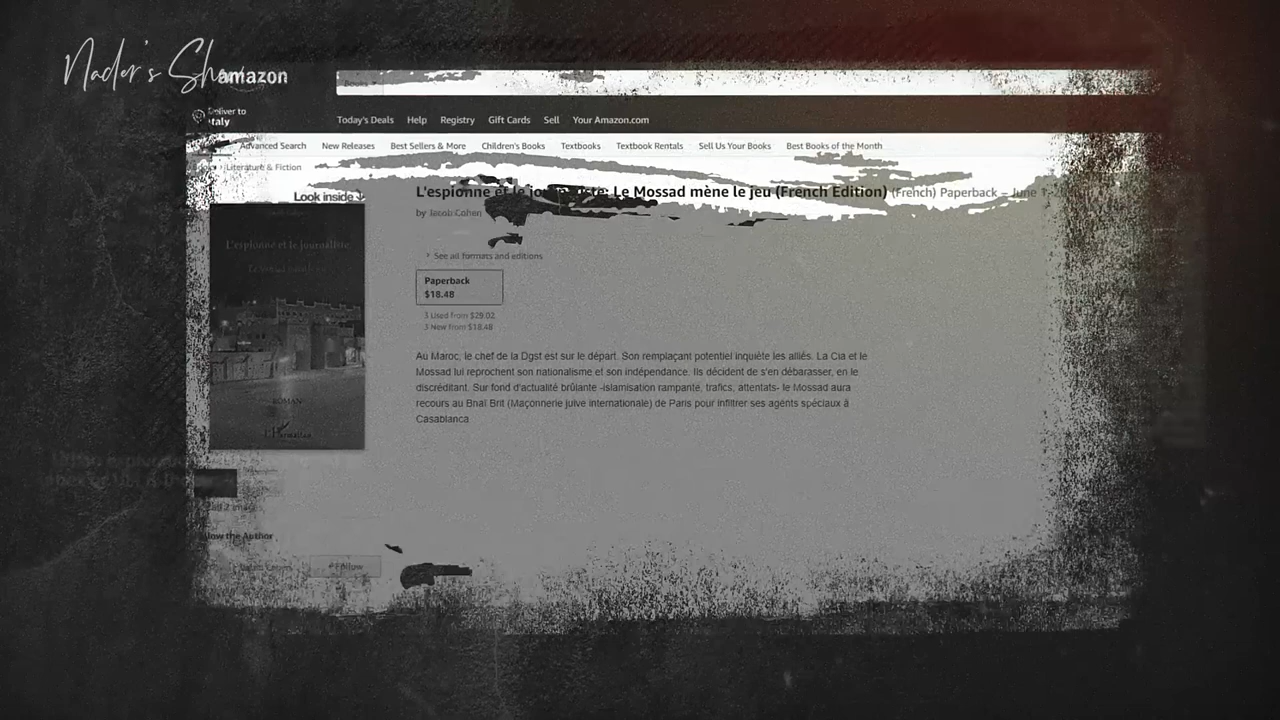 Nader's Show
amazon
Books
Deliver to
Italy
Today's Deals Help Registry Gift Cards Sell Your Amazon.com
Advanced Search New Releases Best Sellers & More Children's Books Textbooks Textbook Rentals Sell Us Your Books Best Books of the Month
Literature & Fiction
Look inside
L'espionne et le journaliste: Le Mossad mène le jeu (French Edition) (French) Paperback – June 1,
by Jacob Cohen
L'espionne et le journaliste
› See all formats and editions
Paperback
$18.48
3 Used from $29.02
3 New from $18.48
Au Maroc, le chef de la Dgst est sur le départ. Son remplaçant potentiel inquiète les alliés. La Cia et le
Mossad lui reprochent son nationalisme et son indépendance. Ils décident de s'en débarasser, en le
discréditant. Sur fond d'actualité brûlante -islamisation rampante, trafics, attentats- le Mossad aura
recours au Bnaï Brit (Maçonnerie juive internationale) de Paris pour infiltrer ses agents spéciaux à
Casablanca
ROMAN
L'Harmattan
the Author
Follow